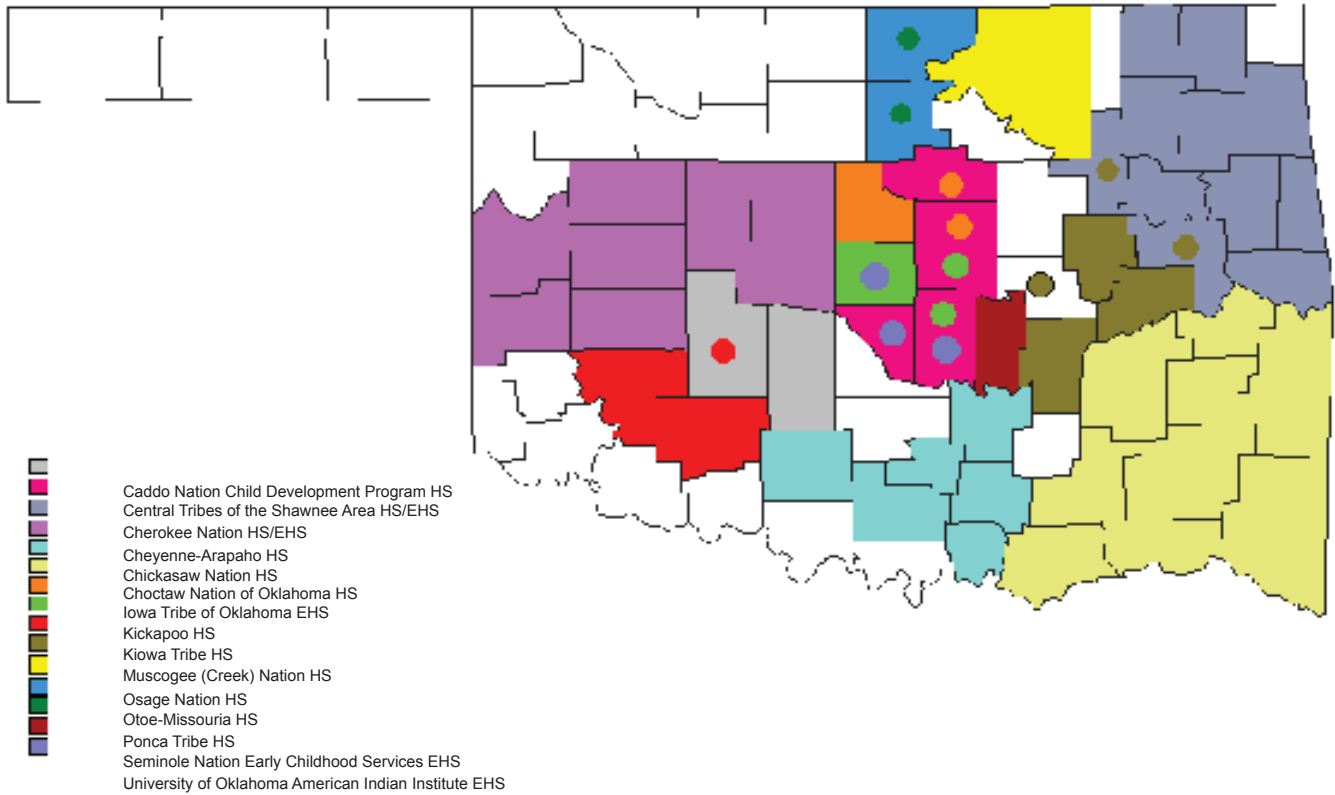 Caddo Nation Child Development Program HS
Central Tribes of the Shawnee Area HS/EHS
Cherokee Nation HS/EHS
Cheyenne-Arapaho HS
Chickasaw Nation HS
Choctaw Nation of Oklahoma HS
Iowa Tribe of Oklahoma EHS
Kickapoo HS
Kiowa Tribe HS
Muscogee (Creek) Nation HS
Osage Nation HS
Otoe-Missouria HS
Ponca Tribe HS
Seminole Nation Early Childhood Services EHS
University of Oklahoma American Indian Institute EHS